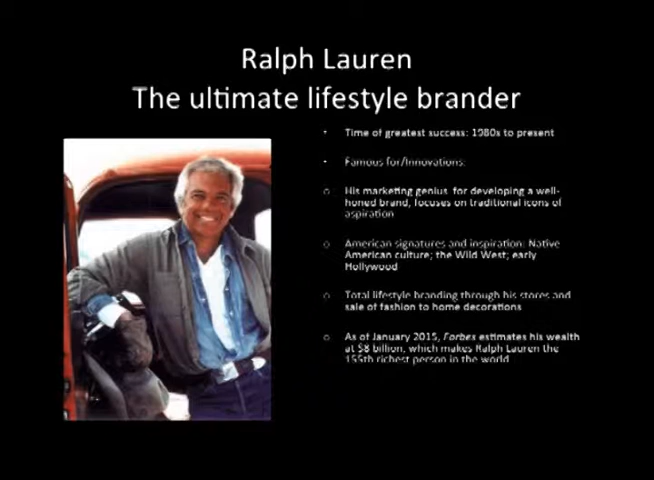 Ralph Lauren
The ultimate lifestyle brander
Time of greatest success: 1980s to present
Famous for/Innovations:
His marketing genius for developing a well-
honed brand, focuses on traditional icons of
aspiration
American signatures and inspiration: Native
American culture; the Wild West; early
Hollywood
Total lifestyle branding through his stores and
sale of fashion to home decorations
As of January 2015, Forbes estimates his wealth
at $8 billion, which makes Ralph Lauren the
155th richest person in the world